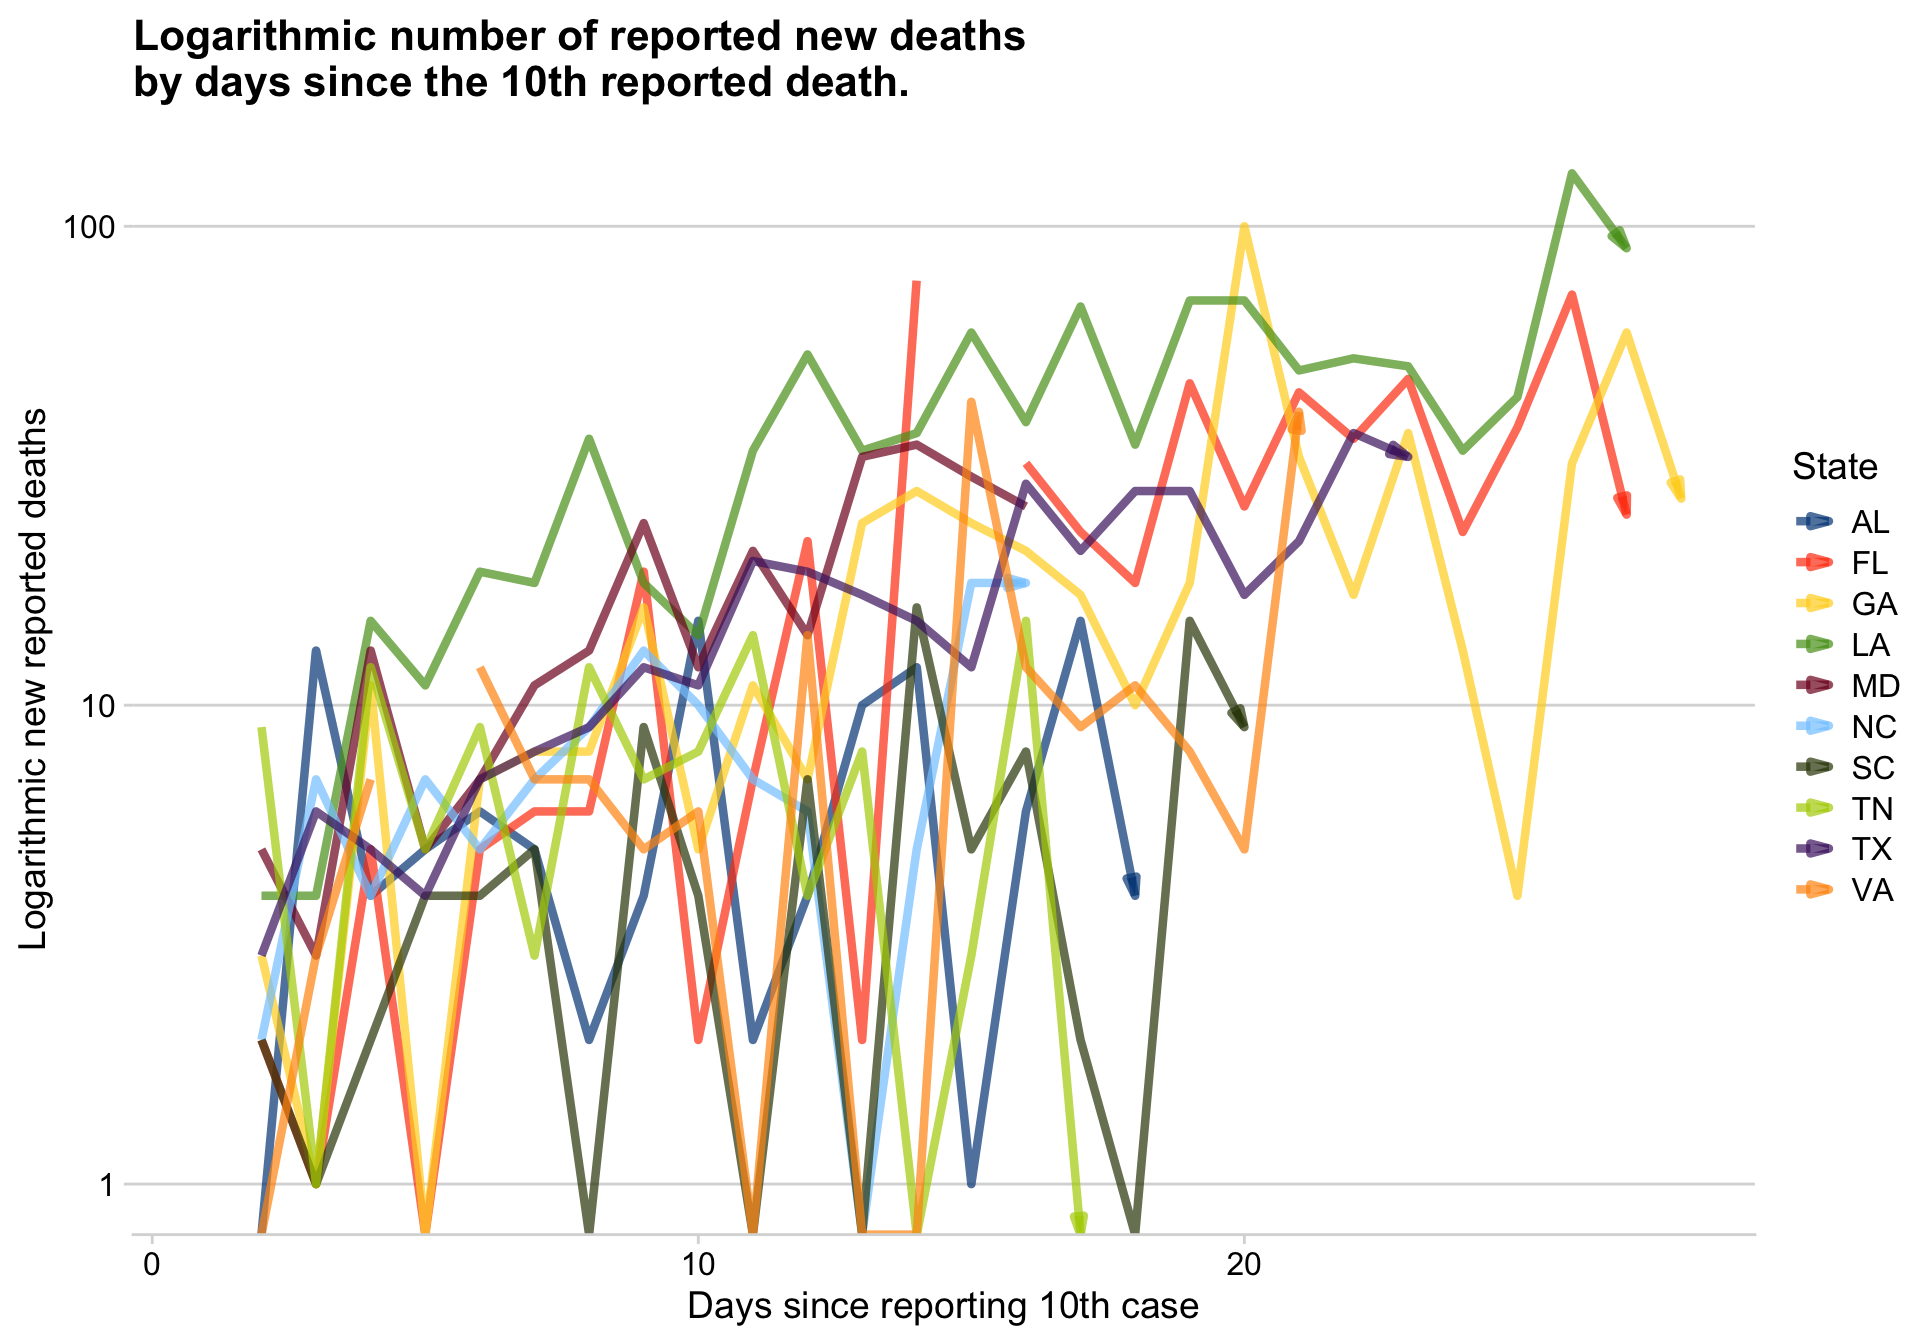 Logarithmic number of reported new deaths
by days since the 10th reported death.
100
10
1
Logarithmic new reported deaths
0
10
20
Days since reporting 10th case
State
AL
FL
GA
LA
MD
NC
SC
TN
TX
VA